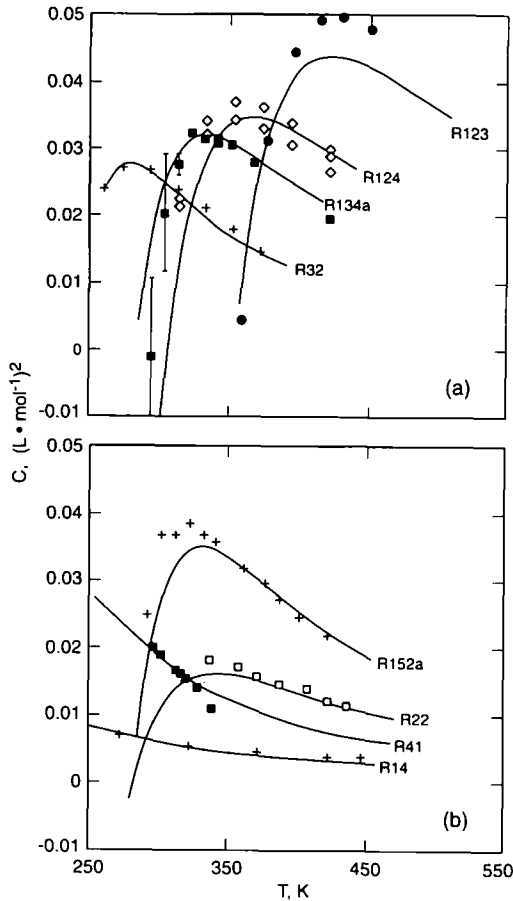 0.05
0.04
0.03
0.02
0.01
0
-0.01
R123
R124
R134a
R32
(a)
C, (L • mol⁻¹)²
0.05
0.04
0.03
0.02
0.01
0
-0.01
R152a
R22
R41
R14
(b)
250
350
450
550
T, K